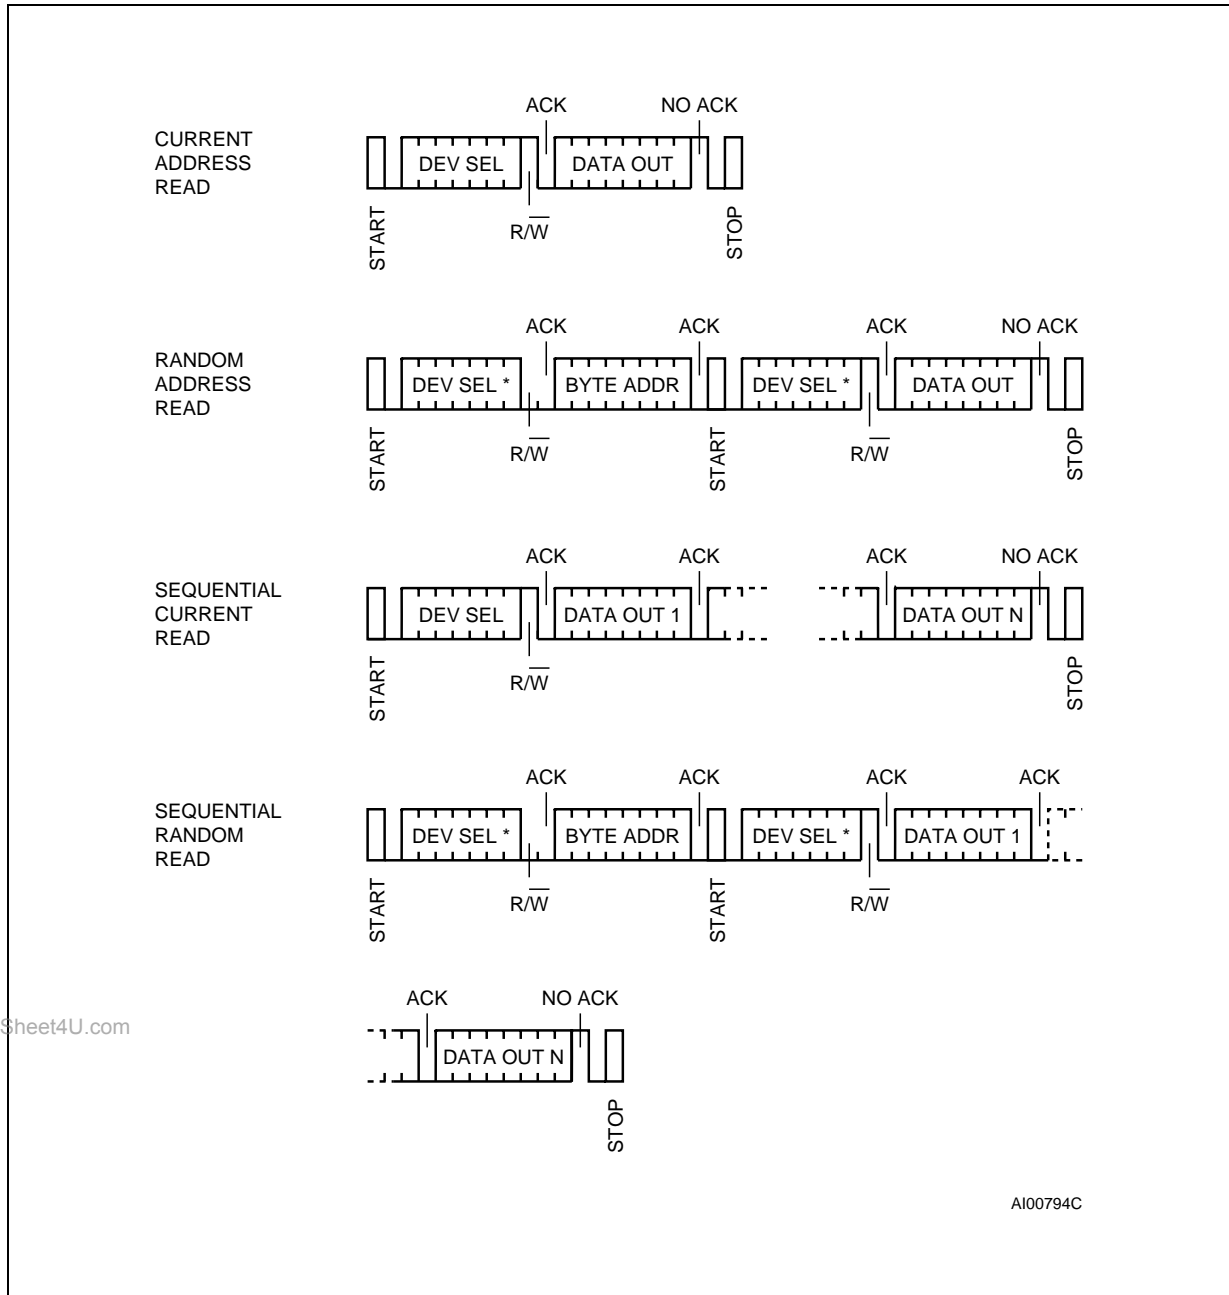 ACK NO ACK
CURRENT
ADDRESS
READ
DEV SEL DATA OUT
R/W
START STOP
ACK ACK ACK NO ACK
RANDOM
ADDRESS
READ
DEV SEL * BYTE ADDR DEV SEL * DATA OUT
R/W R/W
START START STOP
ACK ACK ACK NO ACK
SEQUENTIAL
CURRENT
READ
DEV SEL DATA OUT 1 DATA OUT N
R/W
START STOP
ACK ACK ACK ACK
SEQUENTIAL
RANDOM
READ
DEV SEL * BYTE ADDR DEV SEL * DATA OUT 1
R/W R/W
START START
ACK NO ACK
Sheet4U.com
DATA OUT N
STOP
AI00794C